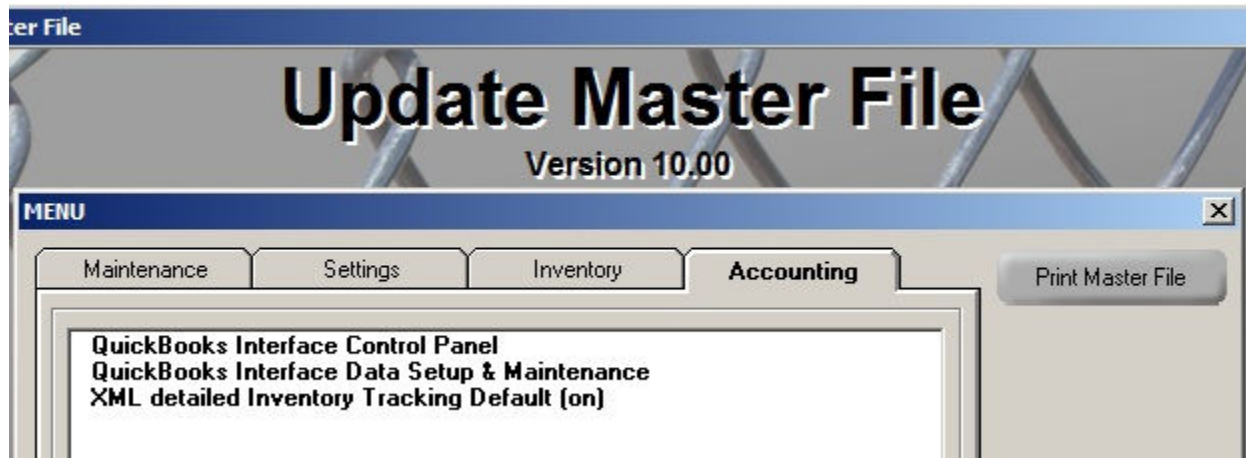 ter File
Update Master File
Version 10.00
MENU
Maintenance Settings Inventory Accounting Print Master File
QuickBooks Interface Control Panel
QuickBooks Interface Data Setup & Maintenance
XML detailed Inventory Tracking Default (on)